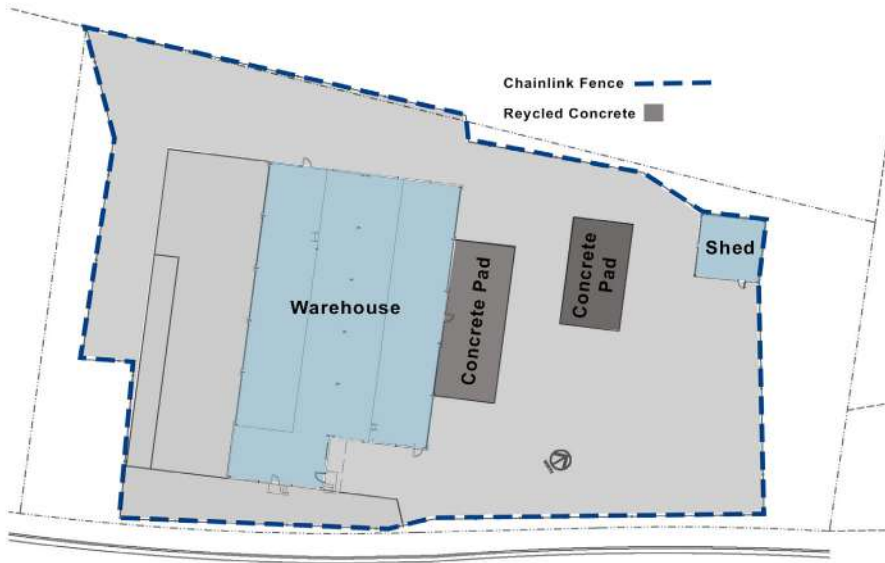 Chainlink Fence
Reycled Concrete
Shed
Concrete
Pad
Concrete Pad
Warehouse